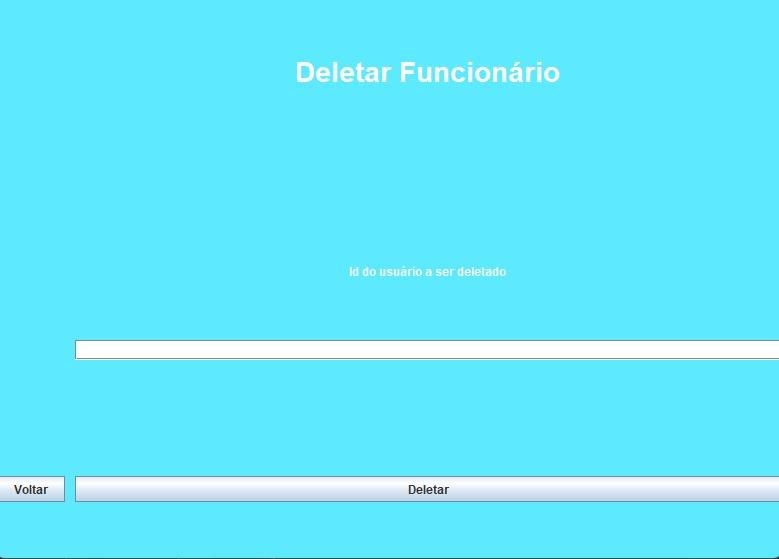 Deletar Funcionário
Id do usuário a ser deletado
Voltar
Deletar